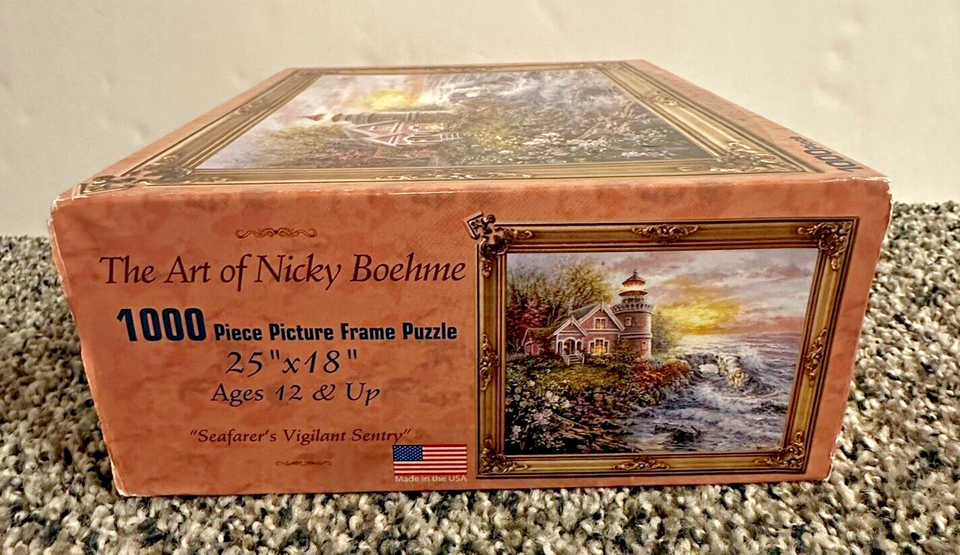 The Art of Nicky Boehme
1000 Piece Picture Frame Puzzle
25"x18"
Ages 12 & Up
"Seafarer's Vigilant Sentry"
Made in the USA